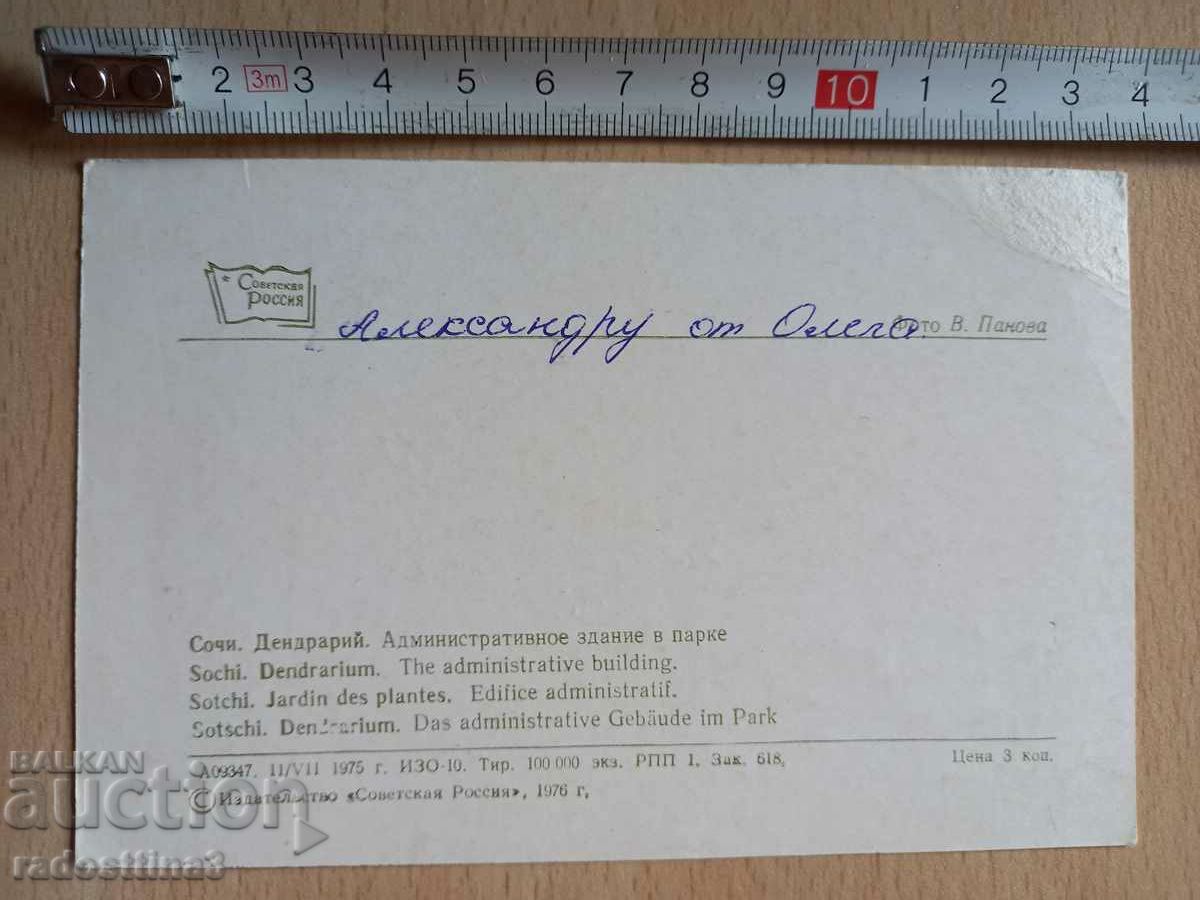 2 3m 3 4 5 6 7 8 9 10 1 2 3 4
Советская
Россия
Александру от Олега
Фото В. Панова
Сочи. Дендрарий. Административное здание в парке
Sochi. Dendrarium. The administrative building.
Sotchi. Jardin des plantes. Edifice administratif.
Sotschi. Dendrarium. Das administrative Gebäude im Park
А09347. 11/VII 1975 г. ИЗО-10. Тир. 100 000 экз. РПП 1. Зак. 618. Цена 3 коп.
© Издательство «Советская Россия», 1976 г.
BALKAN
auction
radosttina3